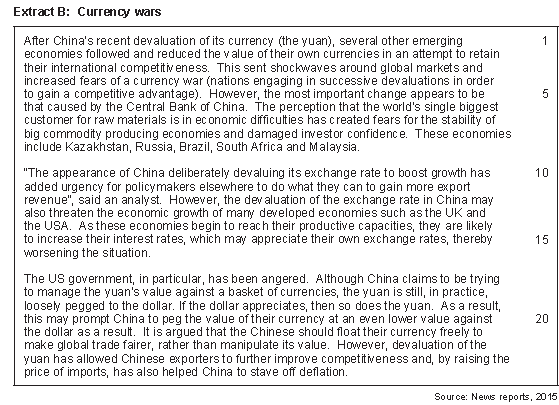 Extract B:  Currency wars
After China's recent devaluation of its currency (the yuan), several other emerging 1
economies followed and reduced the value of their own currencies in an attempt to retain
their international competitiveness.  This sent shockwaves around global markets and
increased fears of a currency war (nations engaging in successive devaluations in order
to gain a competitive advantage).  However, the most important change appears to 5
be that caused by the Central Bank of China.  The perception that the world's single biggest
customer for raw materials is in economic difficulties has created fears for the stability of
big commodity producing economies and damaged investor confidence.  These economies
include Kazakhstan, Russia, Brazil, South Africa and Malaysia.
"The appearance of China deliberately devaluing its exchange rate to boost growth has 10
added urgency for policymakers elsewhere to do what they can to gain more export
revenue", said an analyst.  However, the devaluation of the exchange rate in China may
also threaten the economic growth of many developed economies such as the UK and
the USA.  As these economies begin to reach their productive capacities, they are likely
to increase their interest rates, which may appreciate their own exchange rates, thereby 15
worsening the situation.
The US government, in particular, has been angered.  Although China claims to be trying
to manage the yuan's value against a basket of currencies, the yuan is still, in practice,
loosely pegged to the dollar. If the dollar appreciates, then so does the yuan.  As a result,
this may prompt China to peg the value of their currency at an even lower value against 20
the dollar as a result.  It is argued that the Chinese should float their currency freely to
make global trade fairer, rather than manipulate its value.  However, devaluation of the
yuan has allowed Chinese exporters to further improve competitiveness and, by raising the
price of imports, has also helped China to stave off deflation.
Source: News reports, 2015